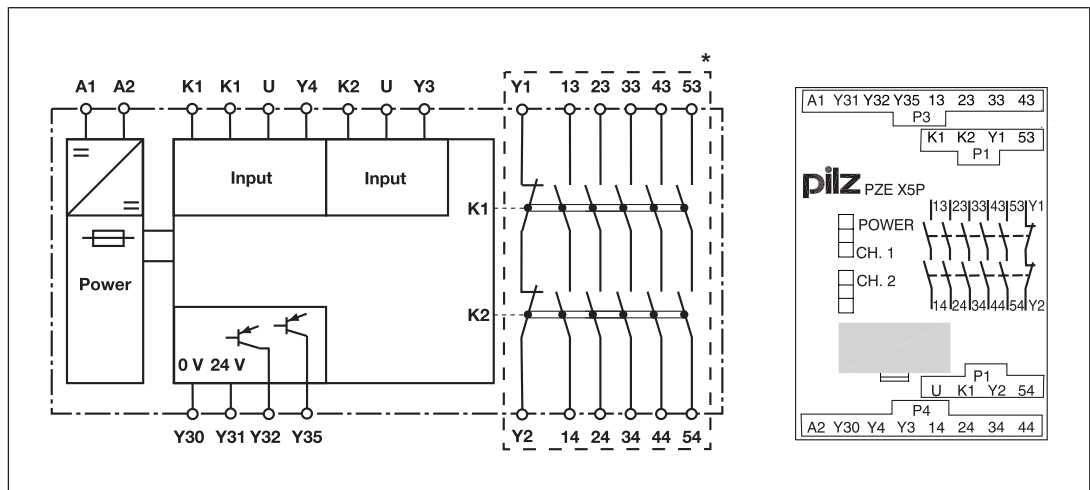 *
A1 A2 K1 K1 U Y4 K2 U Y3 Y1 13 23 33 43 53
Input Input
K1
Power
K2
0 V 24 V
Y30 Y31 Y32 Y35 Y2 14 24 34 44 54
A1 Y31 Y32 Y35 13 23 33 43
P3
K1 K2 Y1 53
P1
pilz PZE X5P
13 23 33 43 53 Y1
POWER
CH. 1
CH. 2
14 24 34 44 54 Y2
P1
U K1 Y2 54
P4
A2 Y30 Y4 Y3 14 24 34 44